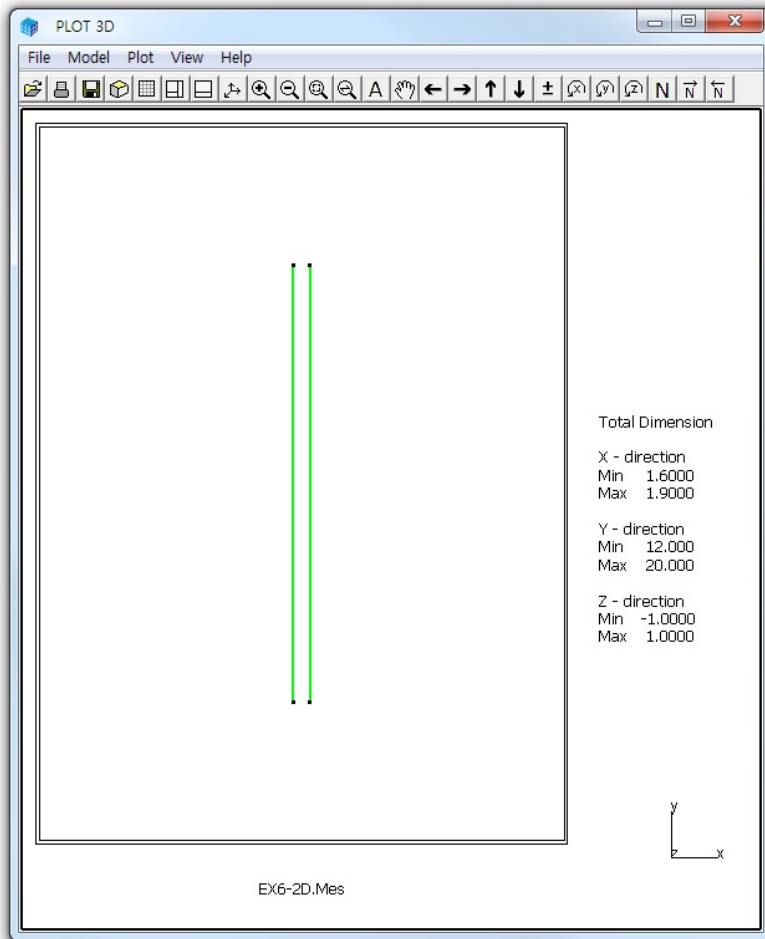 PLOT 3D
File Model Plot View Help
A N N N
Total Dimension
X - direction
Min 1.6000
Max 1.9000
Y - direction
Min 12.000
Max 20.000
Z - direction
Min -1.0000
Max 1.0000
y
z x
EX6-2D.Mes